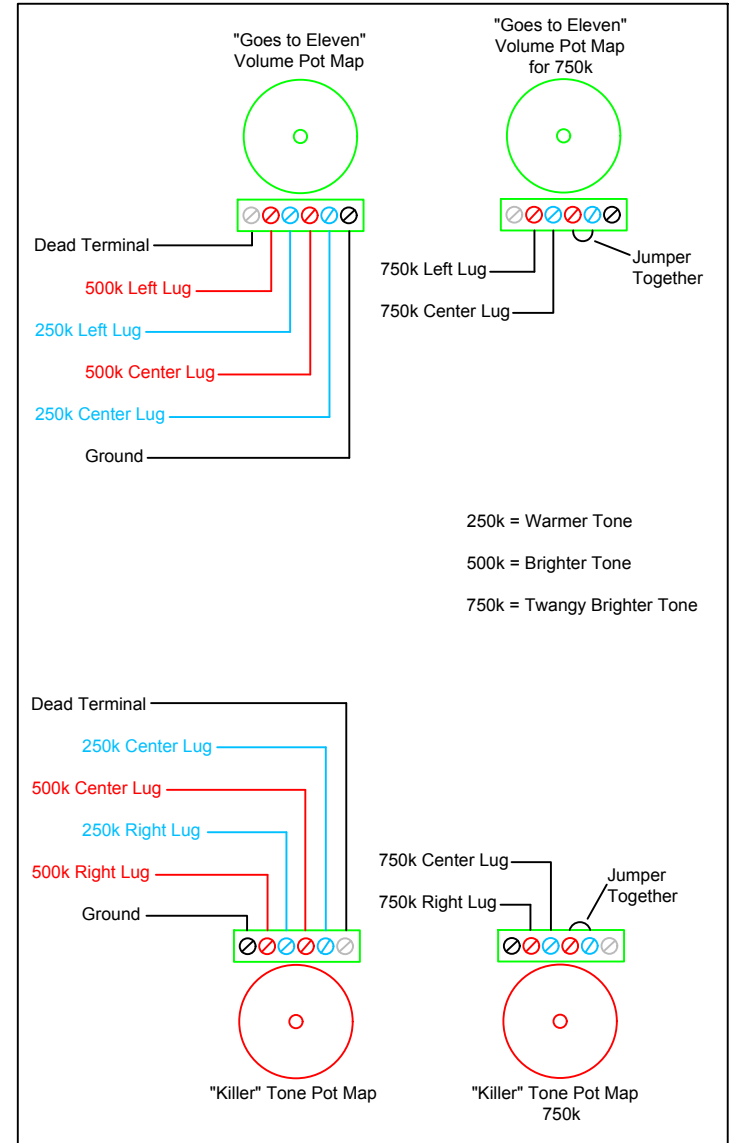 "Goes to Eleven"
Volume Pot Map
"Goes to Eleven"
Volume Pot Map
for 750k
Dead Terminal
500k Left Lug
250k Left Lug
500k Center Lug
250k Center Lug
Ground
750k Left Lug
750k Center Lug
Jumper
Together
250k = Warmer Tone
500k = Brighter Tone
750k = Twangy Brighter Tone
Dead Terminal
250k Center Lug
500k Center Lug
250k Right Lug
500k Right Lug
Ground
750k Center Lug
750k Right Lug
Jumper
Together
"Killer" Tone Pot Map
"Killer" Tone Pot Map
750k